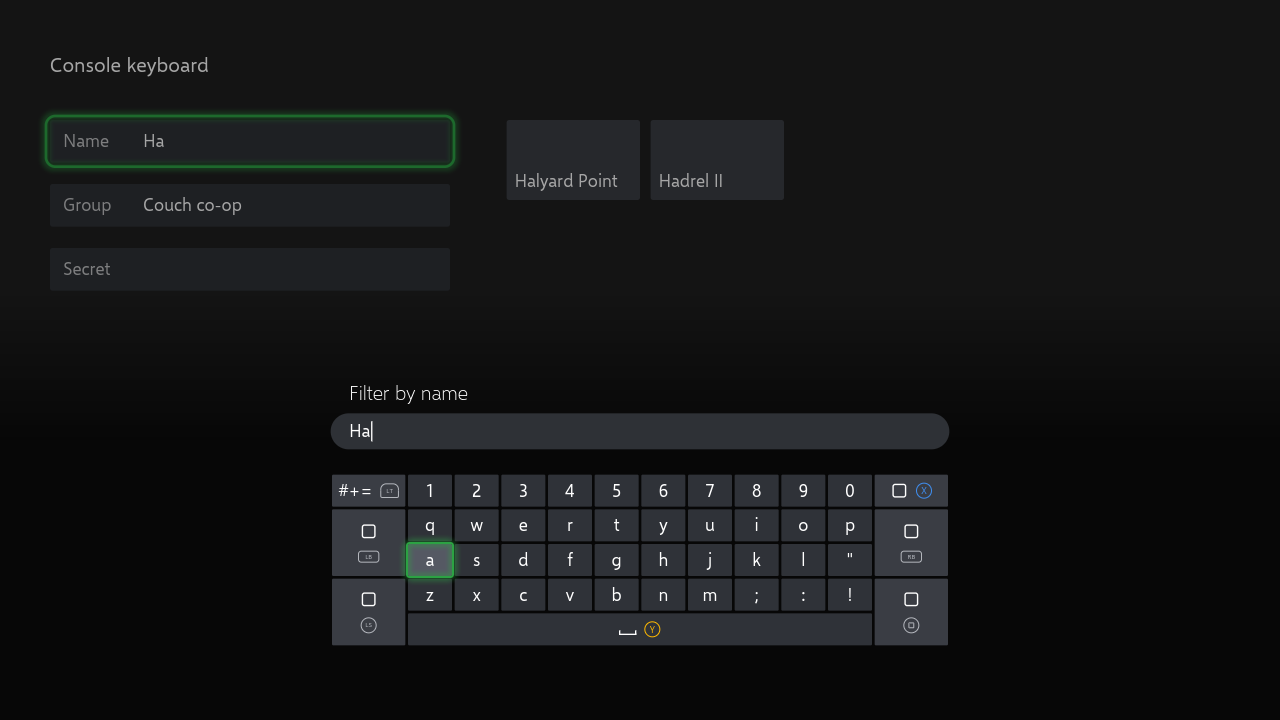 Console keyboard
Name Ha
Group Couch co-op
Secret
Halyard Point
Hadrel II
Filter by name
Ha
#+= LT 1 2 3 4 5 6 7 8 9 0 X
q w e r t y u i o p
LB RB
a s d f g h j k l "
z x c v b n m ; : !
LS Y